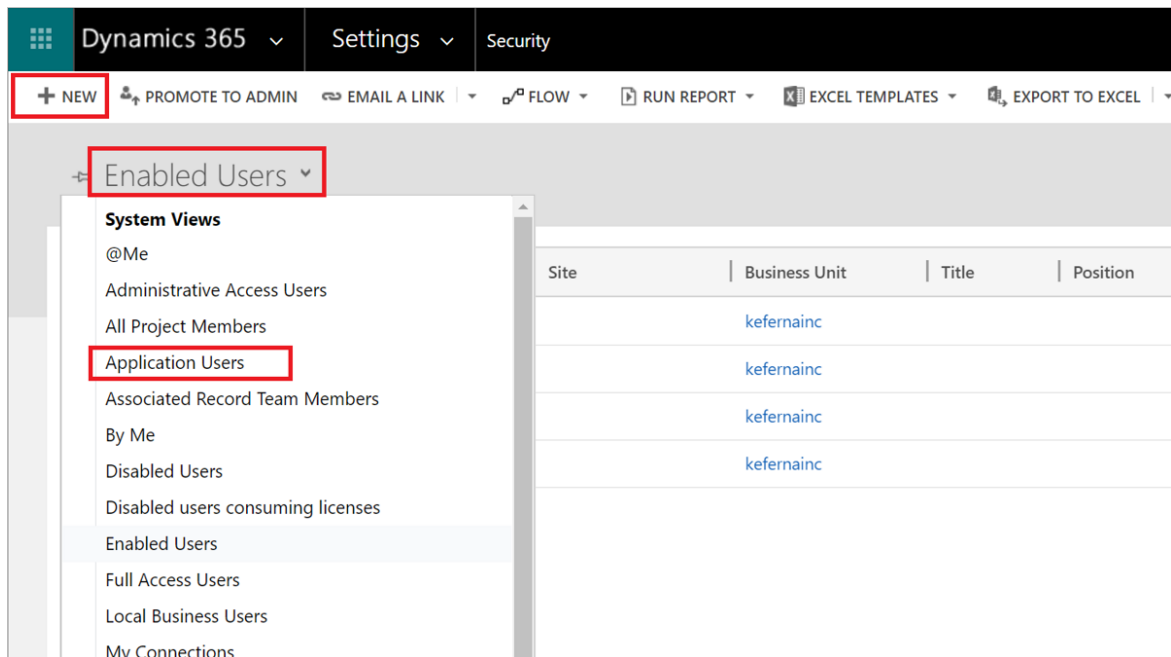 Dynamics 365 Settings Security
NEW PROMOTE TO ADMIN EMAIL A LINK FLOW RUN REPORT EXCEL TEMPLATES EXPORT TO EXCEL
Enabled Users
System Views
@Me
Administrative Access Users
All Project Members
Application Users
Associated Record Team Members
By Me
Disabled Users
Disabled users consuming licenses
Enabled Users
Full Access Users
Local Business Users
My Connections
Site Business Unit Title Position
kefernainc
kefernainc
kefernainc
kefernainc